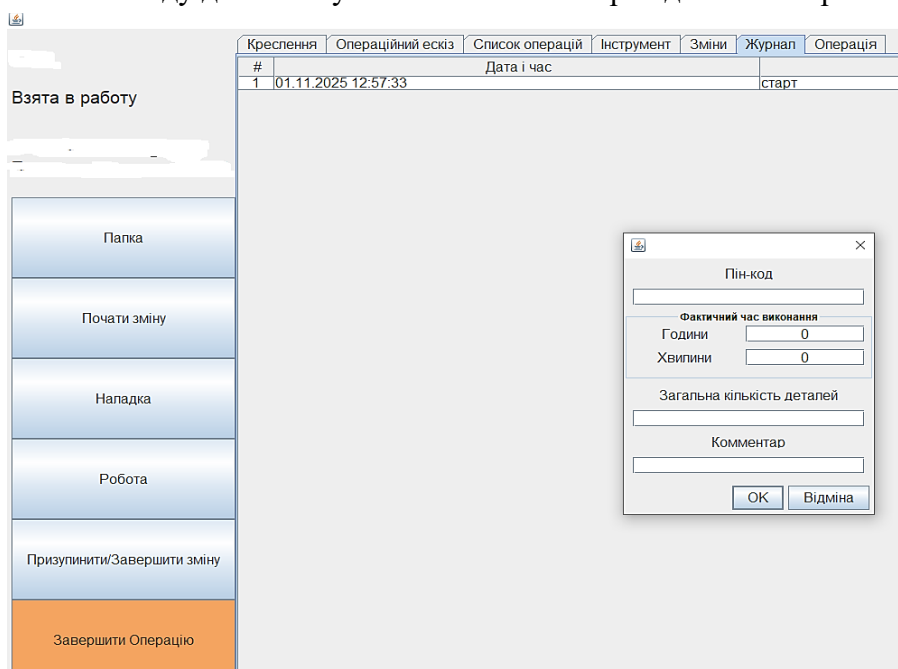 Креслення Операційний ескіз Список операцій Інструмент Зміни Журнал Операція
# Дата і час
1 01.11.2025 12:57:33 старт
Взята в работу
Папка
Почати зміну
Нападка
Робота
Призупинити/Завершити зміну
Завершити Операцію
Пін-код
Фактичний час виконання
Години 0
Хвипини 0
Загальна кількість деталей
Комментар
OK Відміна